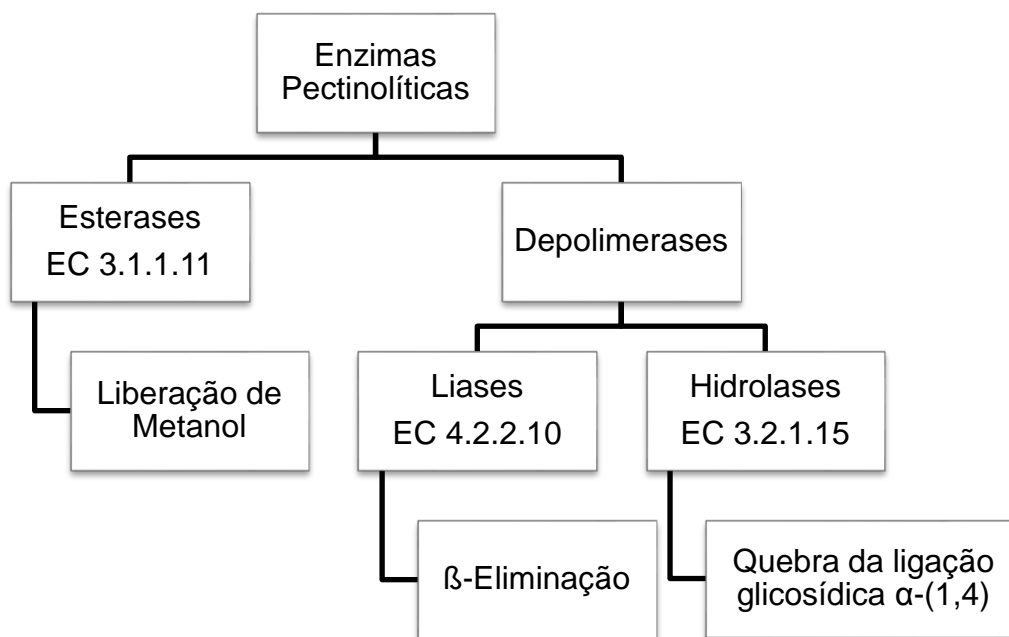 Enzimas
Pectinolíticas
Esterases
EC 3.1.1.11
Depolimerases
Liberação de
Metanol
Liases
EC 4.2.2.10
Hidrolases
EC 3.2.1.15
ß-Eliminação
Quebra da ligação
glicosídica α-(1,4)